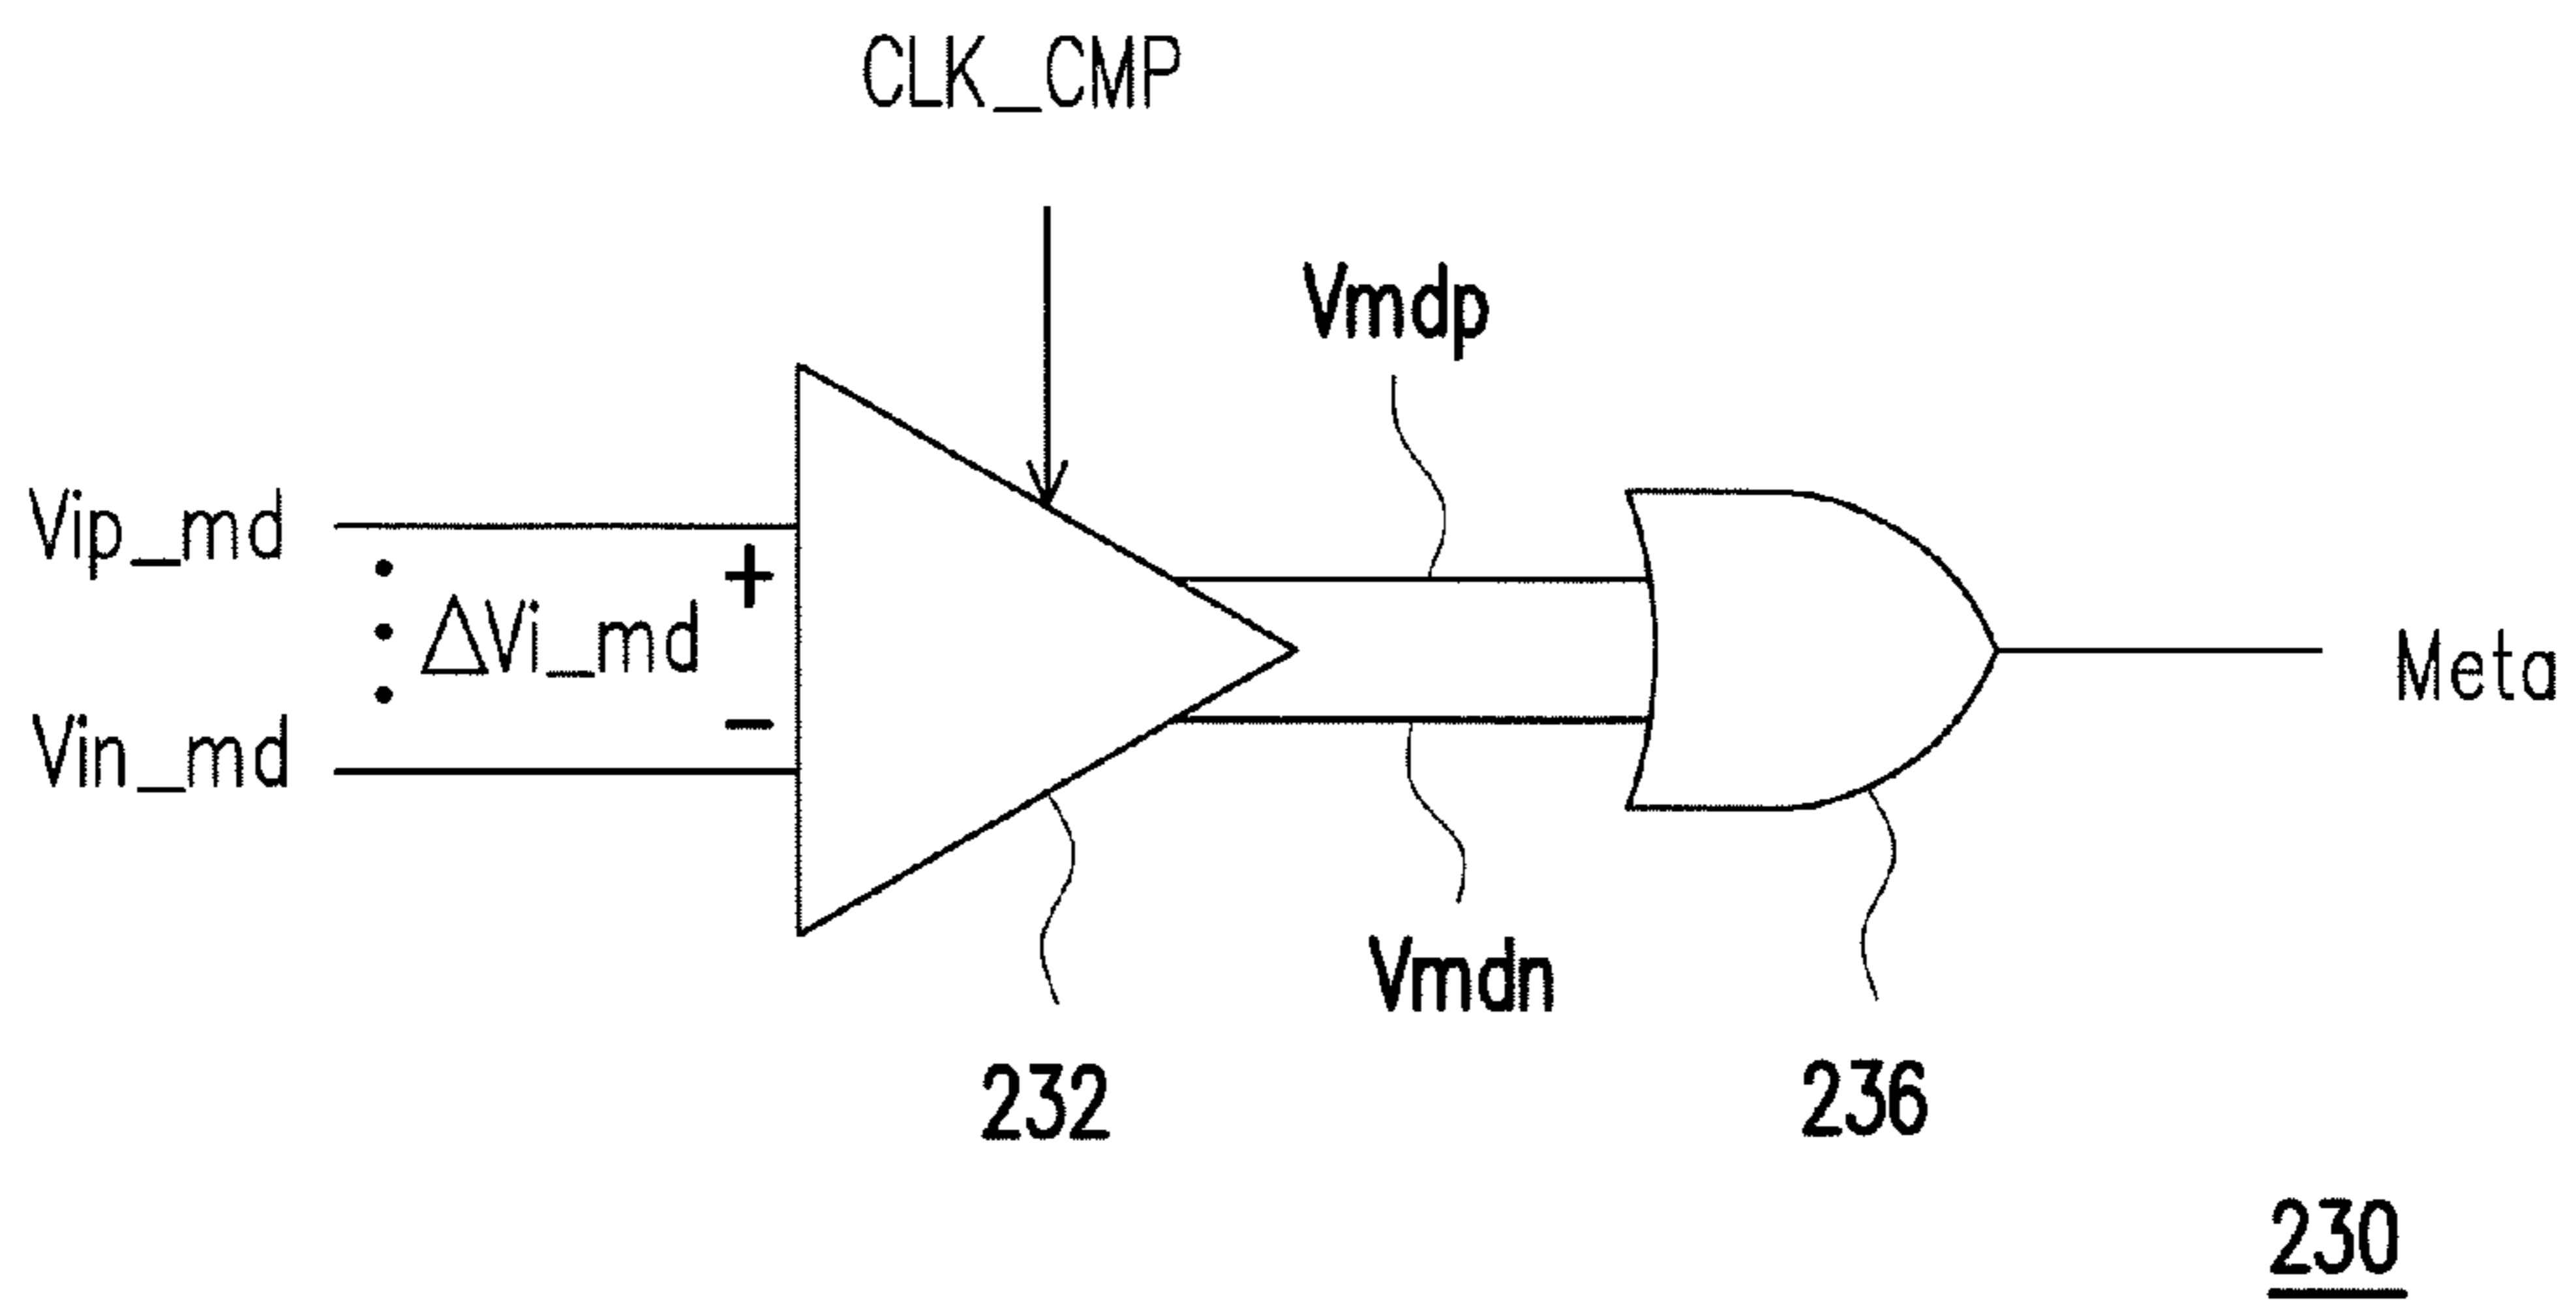 CLK_CMP
Vmdp
Vip_md
+
ΔVi_md
−
Vin_md
Meta
Vmdn
232
236
230